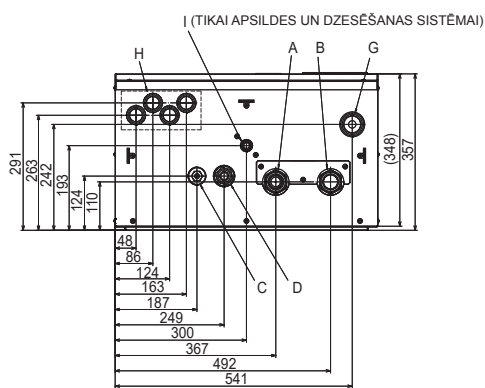 I (TIKAI APSILDES UN DZESĒŠANAS SISTĒMAI)
H
A
B
G
291
263
242
193
124
110
(348)
357
48
86
124
163
187
249
300
367
492
541
C
D